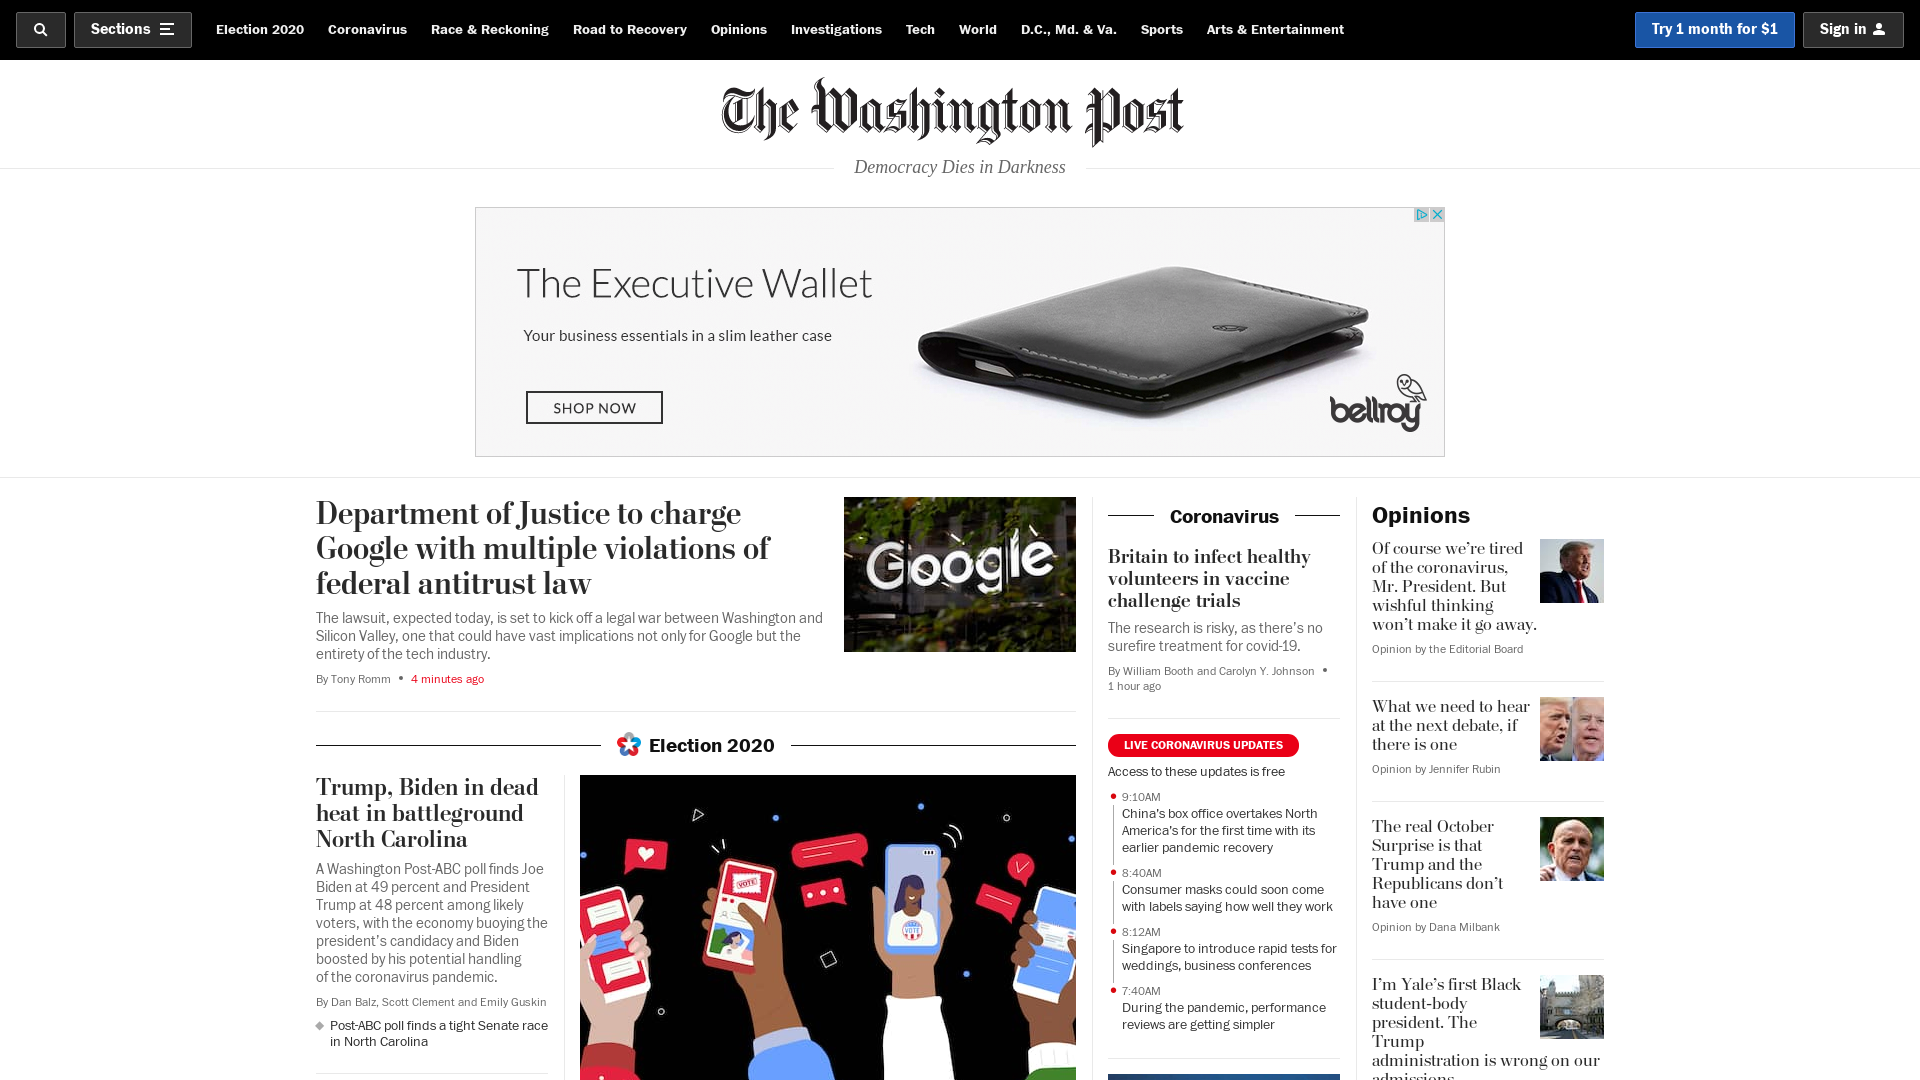 Sections
Election 2020
Coronavirus
Race & Reckoning
Road to Recovery
Opinions
Investigations
Tech
World
D.C., Md. & Va.
Sports
Arts & Entertainment
Try 1 month for $1
Sign in
The Washington Post
Democracy Dies in Darkness
The Executive Wallet
Your business essentials in a slim leather case
SHOP NOW
bellroy
Department of Justice to charge
Google with multiple violations of
federal antitrust law
The lawsuit, expected today, is set to kick off a legal war between Washington and
Silicon Valley, one that could have vast implications not only for Google but the
entirety of the tech industry.
By Tony Romm • 4 minutes ago
Google
Election 2020
Trump, Biden in dead
heat in battleground
North Carolina
A Washington Post-ABC poll finds Joe
Biden at 49 percent and President
Trump at 48 percent among likely
voters, with the economy buoying the
president's candidacy and Biden
boosted by his potential handling
of the coronavirus pandemic.
By Dan Balz, Scott Clement and Emily Guskin
Post-ABC poll finds a tight Senate race
in North Carolina
VOTE
VOTE
Coronavirus
Britain to infect healthy
volunteers in vaccine
challenge trials
The research is risky, as there's no
surefire treatment for covid-19.
By William Booth and Carolyn Y. Johnson •
1 hour ago
LIVE CORONAVIRUS UPDATES
Access to these updates is free
9:10AM
China's box office overtakes North
America's for the first time with its
earlier pandemic recovery
8:40AM
Consumer masks could soon come
with labels saying how well they work
8:12AM
Singapore to introduce rapid tests for
weddings, business conferences
7:40AM
During the pandemic, performance
reviews are getting simpler
Opinions
Of course we're tired
of the coronavirus,
Mr. President. But
wishful thinking
won't make it go away.
Opinion by the Editorial Board
What we need to hear
at the next debate, if
there is one
Opinion by Jennifer Rubin
The real October
Surprise is that
Trump and the
Republicans don't
have one
Opinion by Dana Milbank
I'm Yale's first Black
student-body
president. The
Trump
administration is wrong on our
admissions